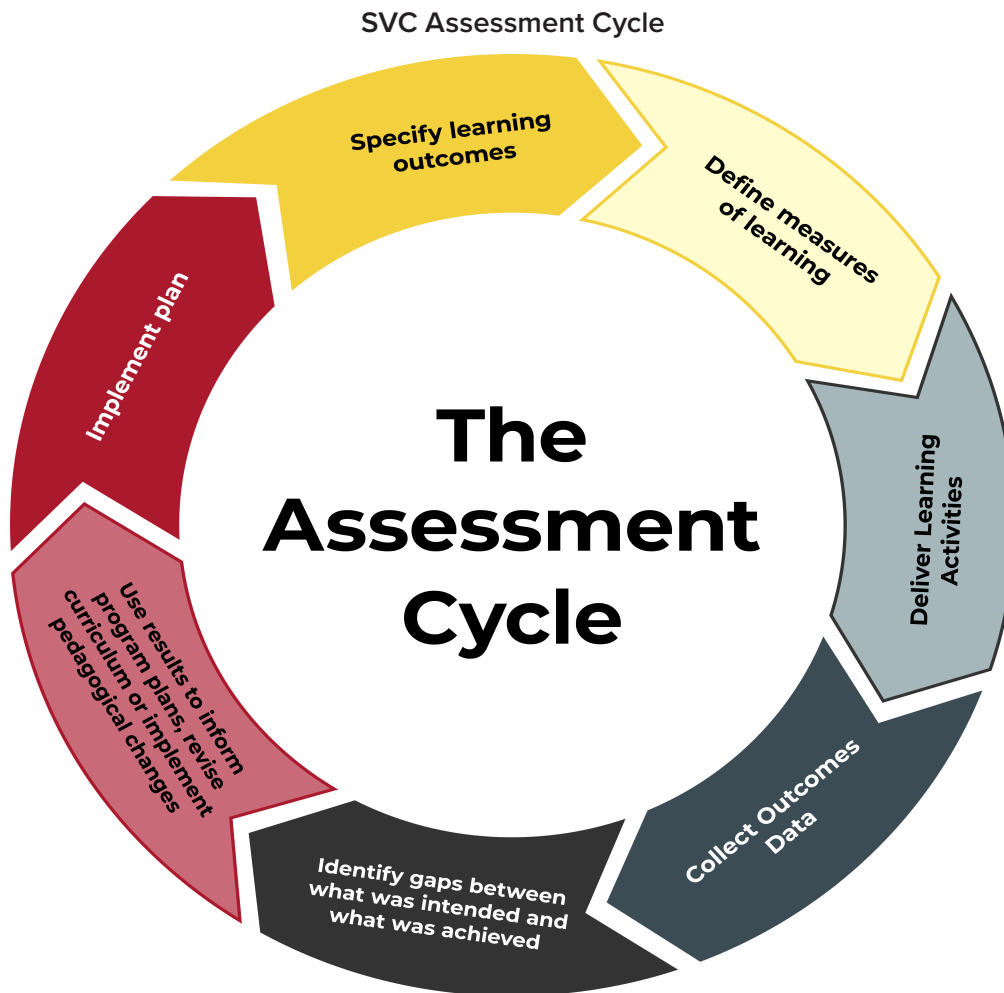 SVC Assessment Cycle
Specify learning
outcomes
Define measures
of learning
Deliver Learning
Activities
Collect Outcomes
Data
Identify gaps between
what was intended and
what was achieved
Use results to inform
program plans, revise
curriculum or implement
pedagogical changes
Implement plan
The
Assessment
Cycle